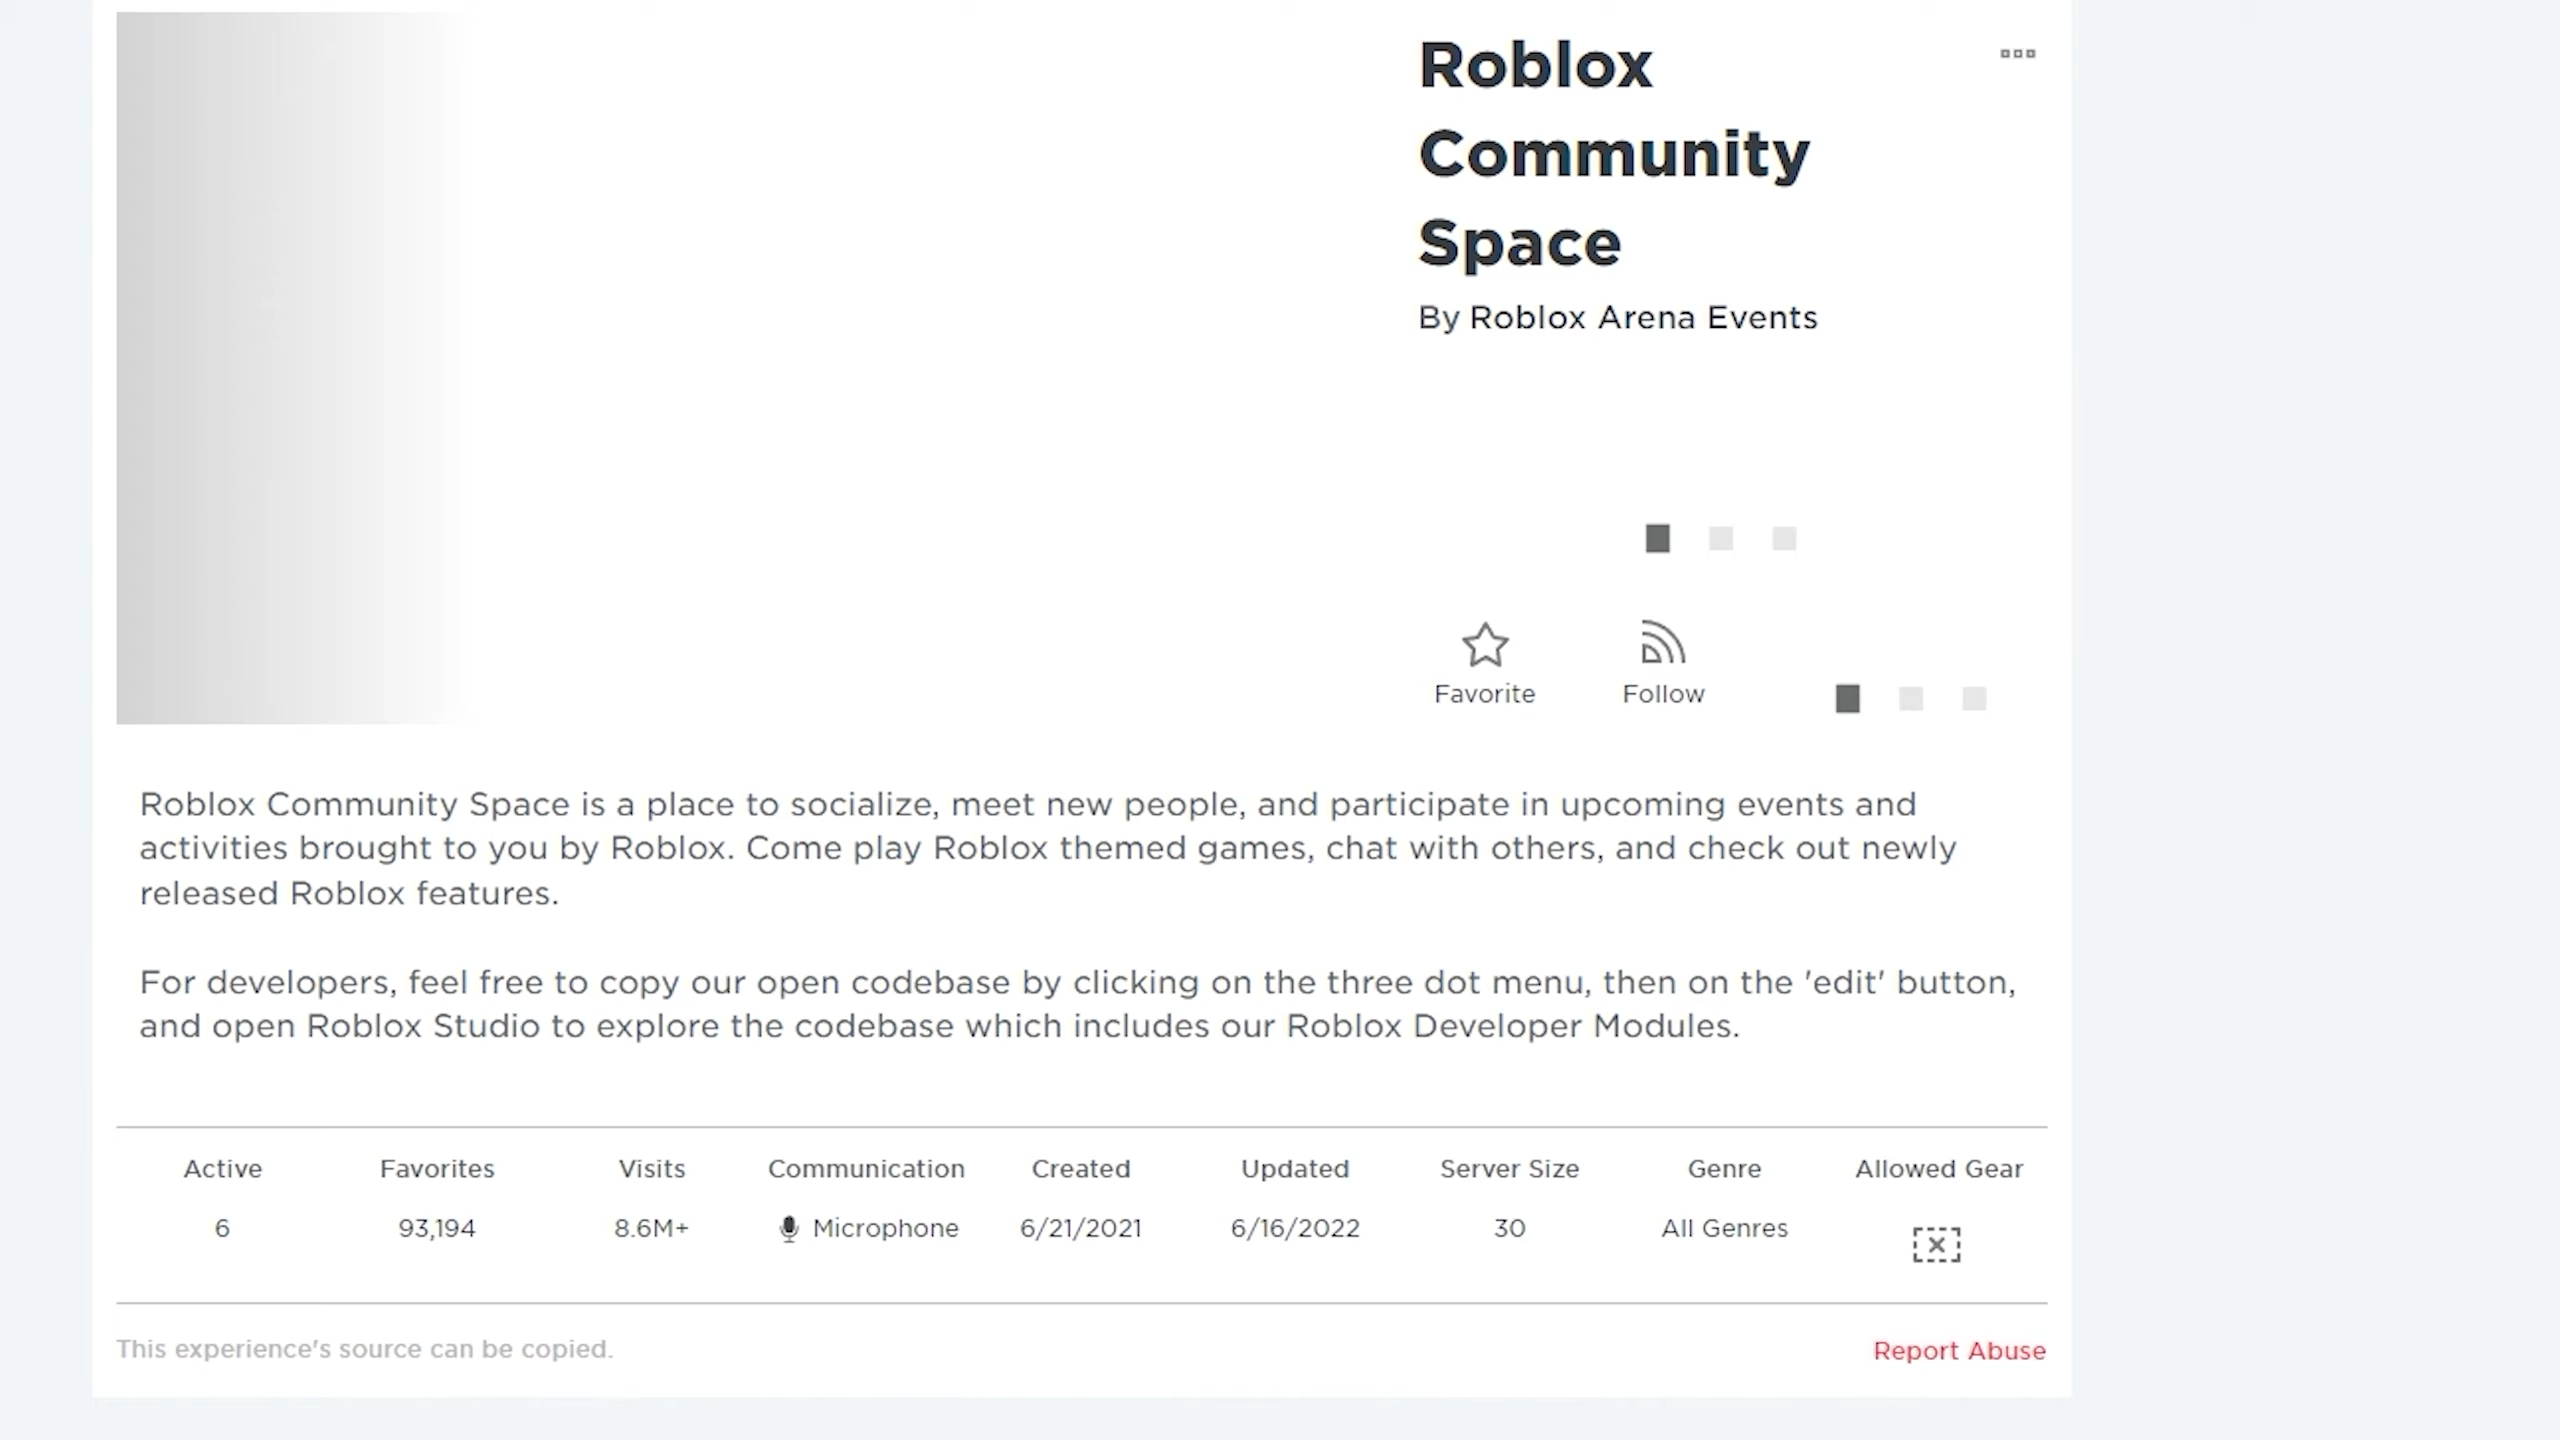 Roblox
Community
Space
By Roblox Arena Events
Favorite
Follow
Roblox Community Space is a place to socialize, meet new people, and participate in upcoming events and
activities brought to you by Roblox. Come play Roblox themed games, chat with others, and check out newly
released Roblox features.
For developers, feel free to copy our open codebase by clicking on the three dot menu, then on the 'edit' button,
and open Roblox Studio to explore the codebase which includes our Roblox Developer Modules.
Active Favorites Visits Communication Created Updated Server Size Genre Allowed Gear
6 93,194 8.6M+ Microphone 6/21/2021 6/16/2022 30 All Genres
This experience's source can be copied. Report Abuse